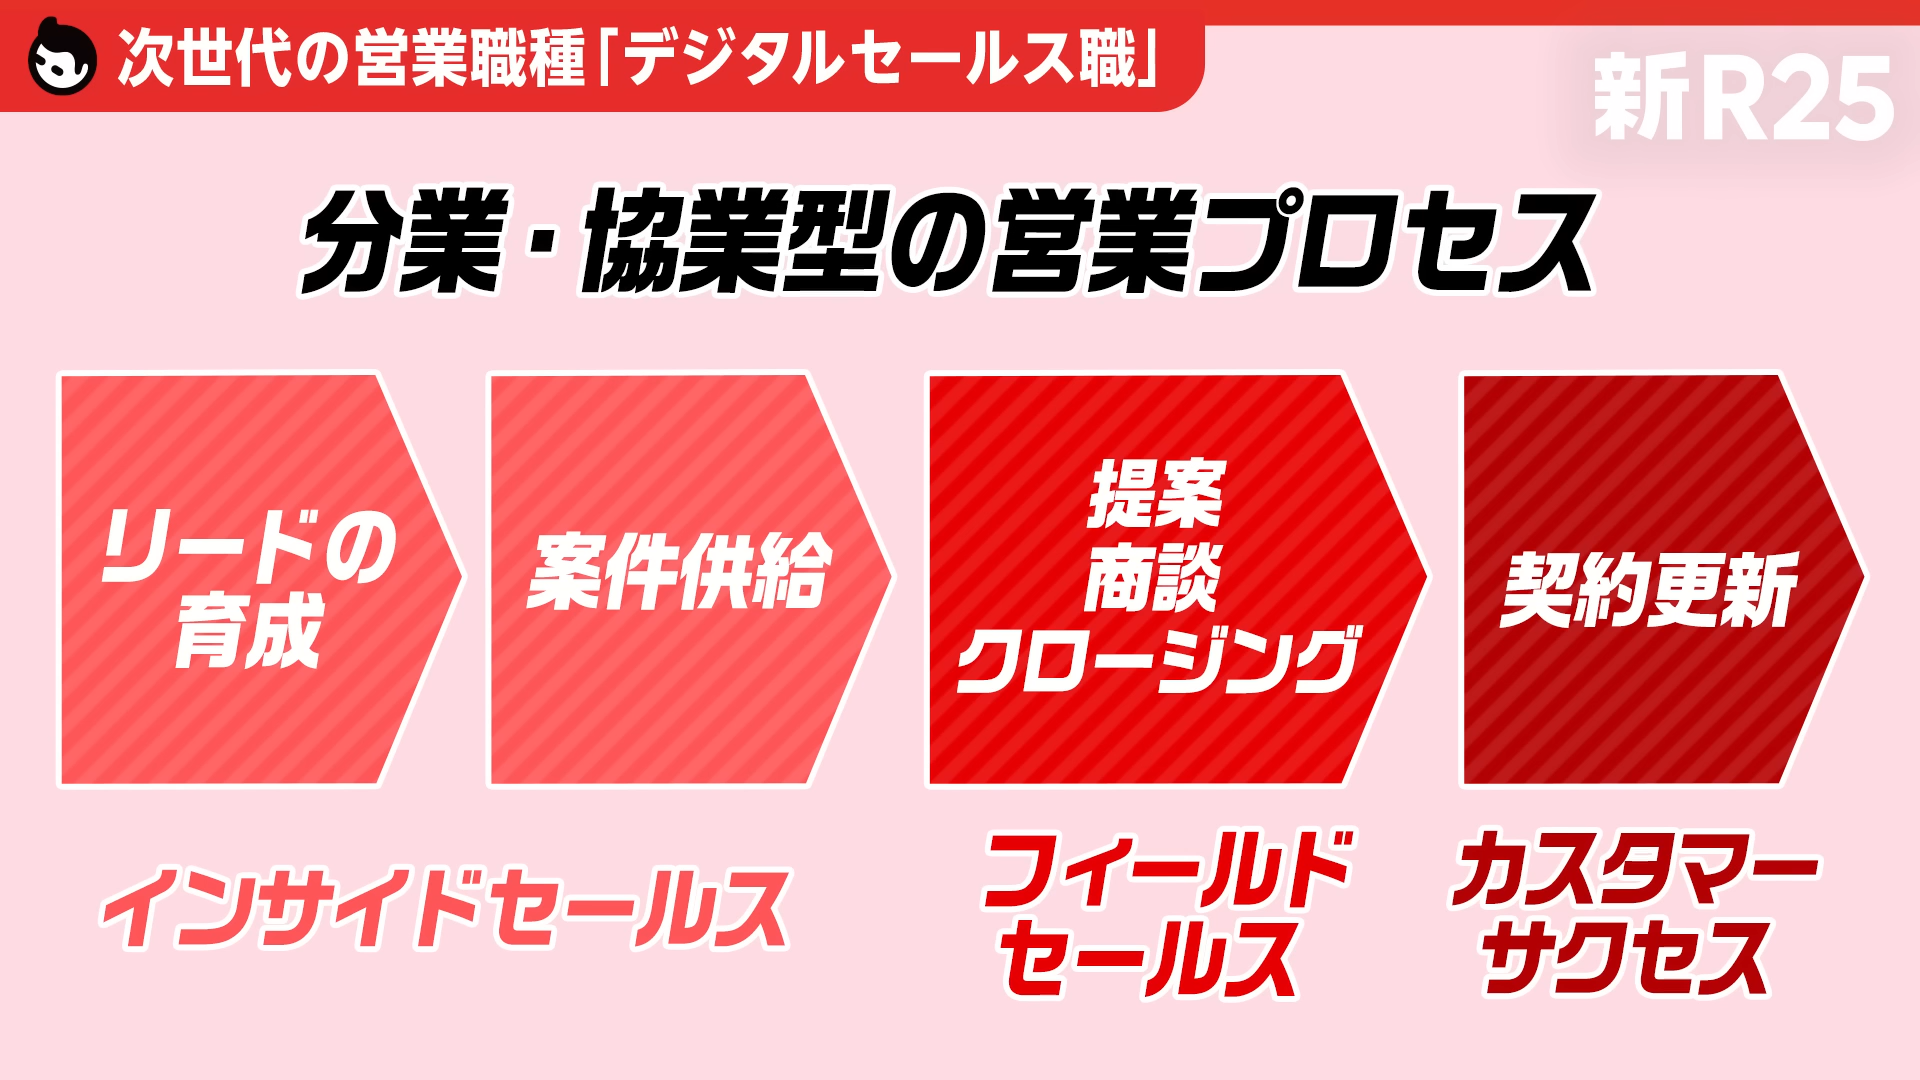 次世代の営業職種「デジタルセールス職」
新R25
分業・協業型の営業プロセス
リードの
育成
案件供給
提案
商談
クロージング
契約更新
インサイドセールス
フィールド
セールス
カスタマー
サクセス